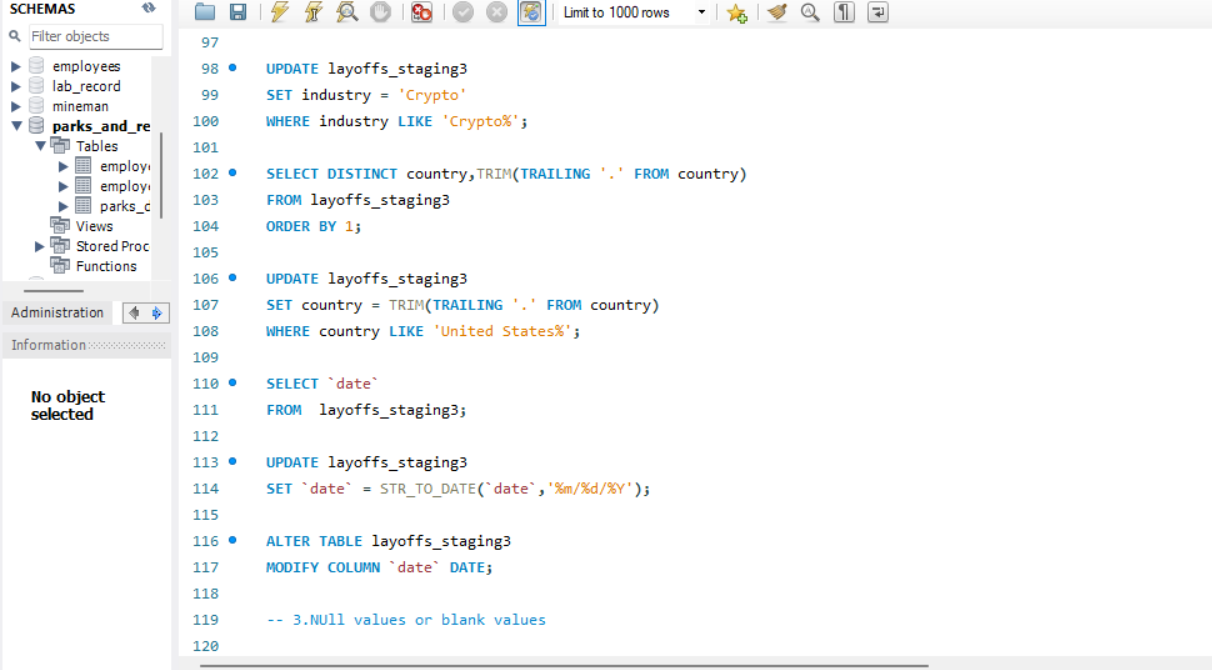 SCHEMAS
Limit to 1000 rows
Filter objects
employees
lab_record
mineman
parks_and_re
Tables
employe
employe
parks_d
Views
Stored Proc
Functions
Administration
Information
No object
selected
97
98 UPDATE layoffs_staging3
99 SET industry = 'Crypto'
100 WHERE industry LIKE 'Crypto%';
101
102 SELECT DISTINCT country,TRIM(TRAILING '.' FROM country)
103 FROM layoffs_staging3
104 ORDER BY 1;
105
106 UPDATE layoffs_staging3
107 SET country = TRIM(TRAILING '.' FROM country)
108 WHERE country LIKE 'United States%';
109
110 SELECT `date`
111 FROM  layoffs_staging3;
112
113 UPDATE layoffs_staging3
114 SET `date` = STR_TO_DATE(`date`,'%m/%d/%Y');
115
116 ALTER TABLE layoffs_staging3
117 MODIFY COLUMN `date` DATE;
118
119 -- 3.NUll values or blank values
120